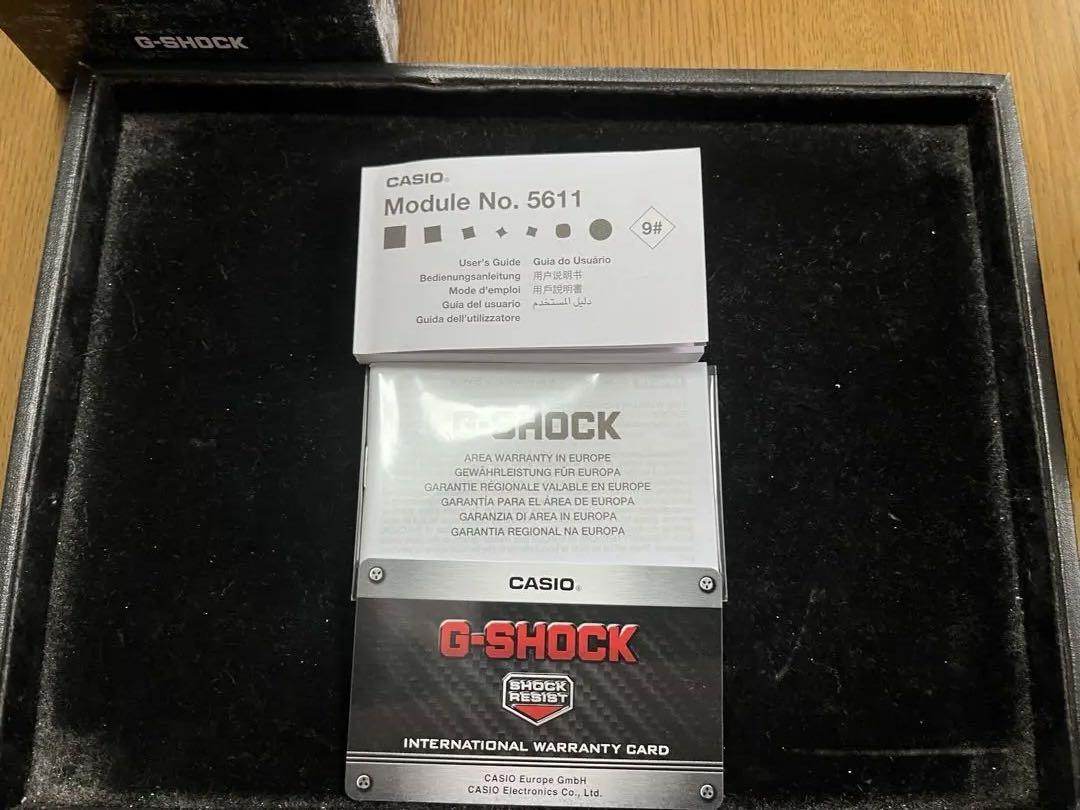 G-SHOCK
CASIO®
Module No. 5611
9#
User's Guide Guia do Usuário
Bedienungsanleitung 用户说明书
Mode d'emploi 用戶說明書
Guía del usuario دليل المستخدم
Guida dell'utilizzatore
G-SHOCK
AREA WARRANTY IN EUROPE
GEWÄHRLEISTUNG FÜR EUROPA
GARANTIE RÉGIONALE VALABLE EN EUROPE
GARANTÍA PARA EL ÁREA DE EUROPA
GARANZIA DI AREA IN EUROPA
GARANTIA REGIONAL NA EUROPA
CASIO®
G-SHOCK
SHOCK
RESIST
INTERNATIONAL WARRANTY CARD
CASIO Europe GmbH
CASIO Electronics Co., Ltd.